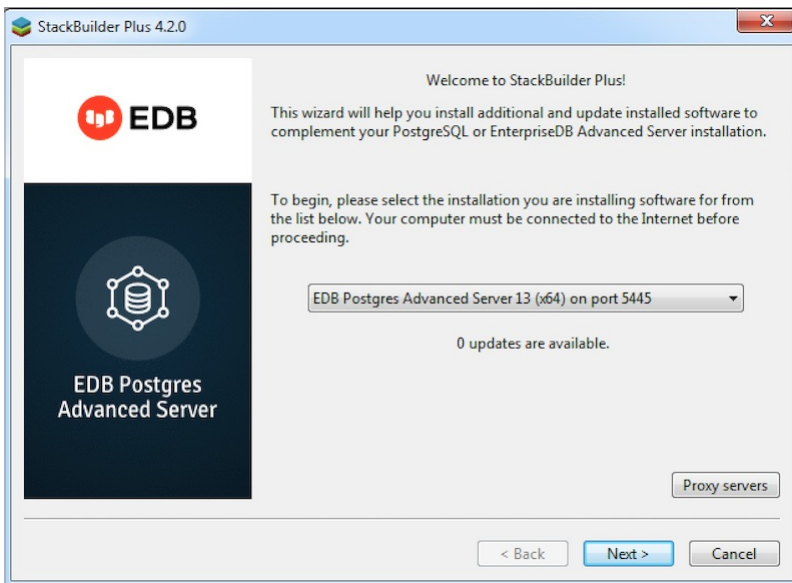 StackBuilder Plus 4.2.0
EDB
EDB Postgres
Advanced Server
Welcome to StackBuilder Plus!
This wizard will help you install additional and update installed software to
complement your PostgreSQL or EnterpriseDB Advanced Server installation.
To begin, please select the installation you are installing software for from
the list below. Your computer must be connected to the Internet before
proceeding.
EDB Postgres Advanced Server 13 (x64) on port 5445
0 updates are available.
Proxy servers
< Back Next > Cancel